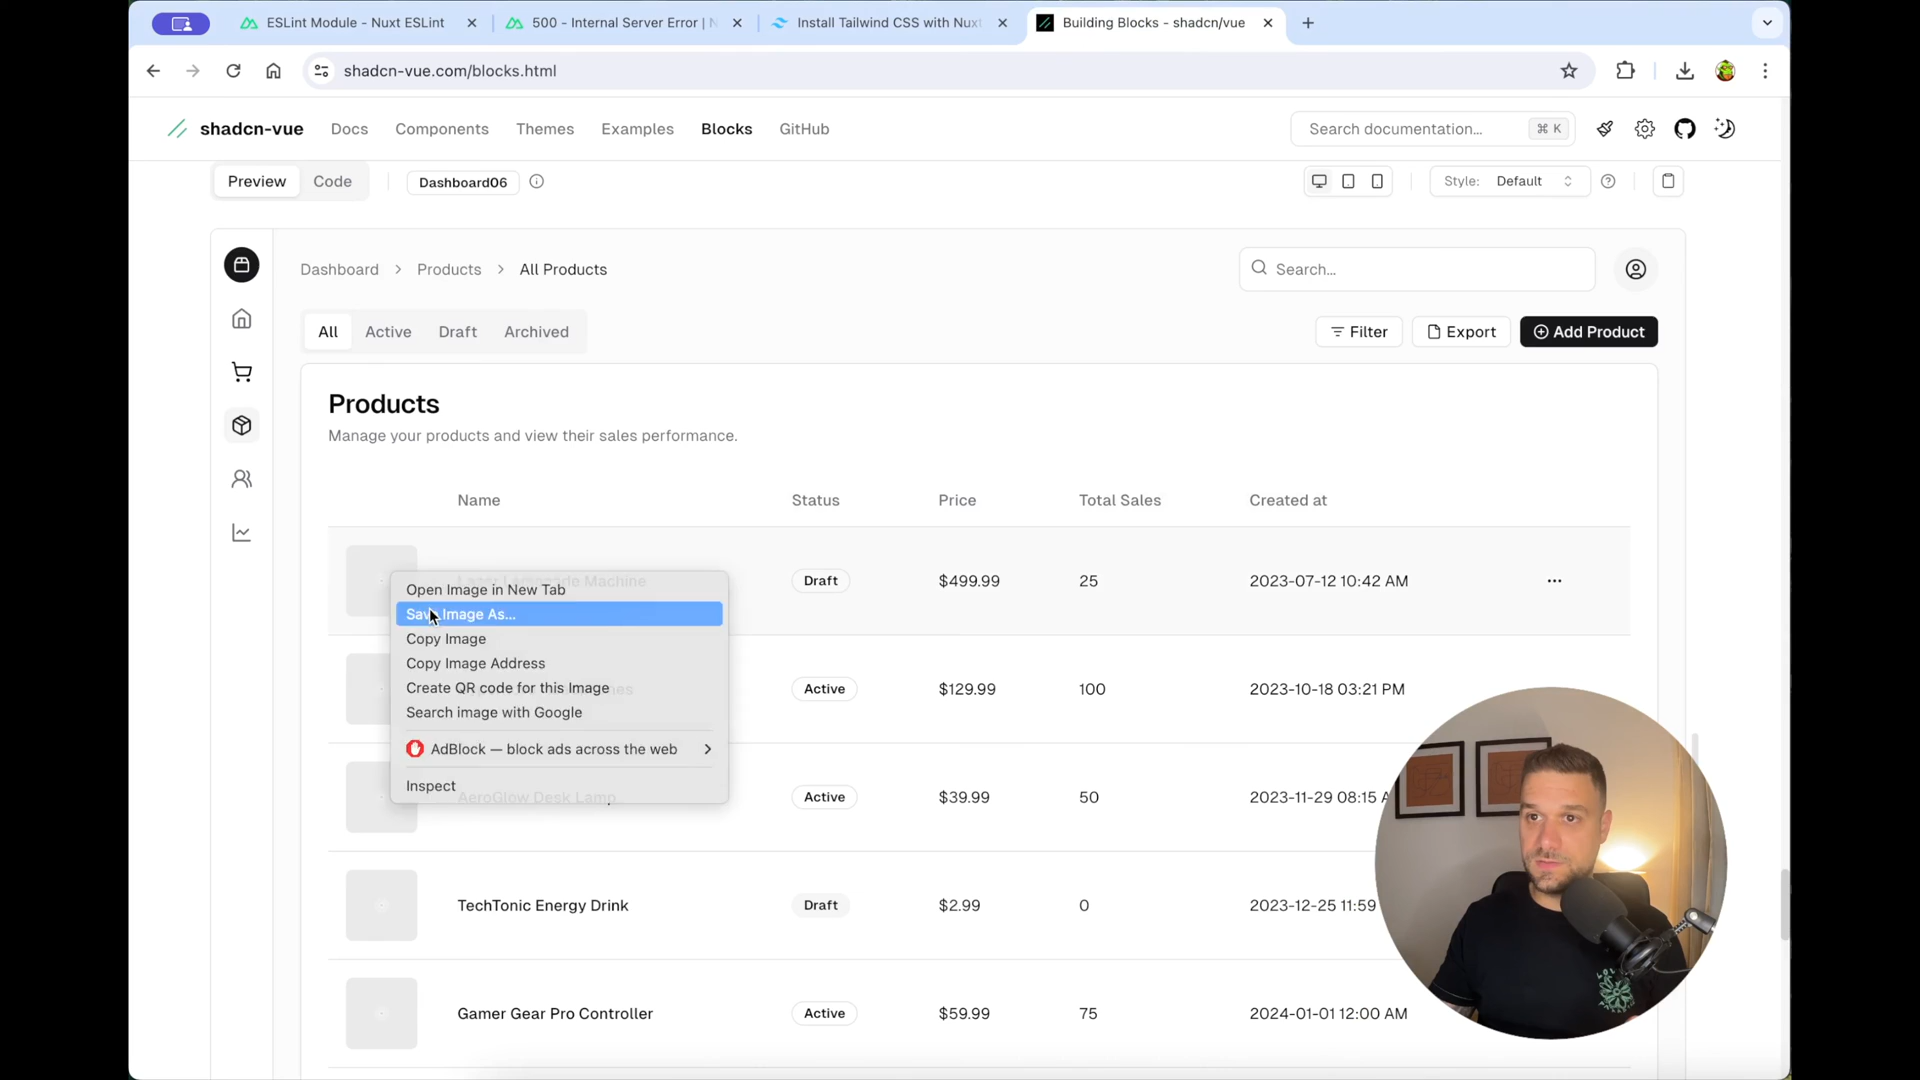 ESLint Module - Nuxt ESLint
500 - Internal Server Error | N
Install Tailwind CSS with Nuxt
Building Blocks - shadcn/vue
shadcn-vue.com/blocks.html
shadcn-vue
Docs
Components
Themes
Examples
Blocks
GitHub
Search documentation...
⌘ K
Preview
Code
Dashboard06
Style:
Default
Dashboard
Products
All Products
Search...
All
Active
Draft
Archived
Filter
Export
Add Product
Products
Manage your products and view their sales performance.
Name
Status
Price
Total Sales
Created at
Machine
Draft
$499.99
25
2023-07-12 10:42 AM
Open Image in New Tab
Save Image As...
Copy Image
Copy Image Address
Create QR code for this Image
Search image with Google
AdBlock — block ads across the web
Inspect
Active
$129.99
100
2023-10-18 03:21 PM
AeroGlow Desk Lamp
Active
$39.99
50
2023-11-29 08:15 A
TechTonic Energy Drink
Draft
$2.99
0
2023-12-25 11:59
Gamer Gear Pro Controller
Active
$59.99
75
2024-01-01 12:00 AM